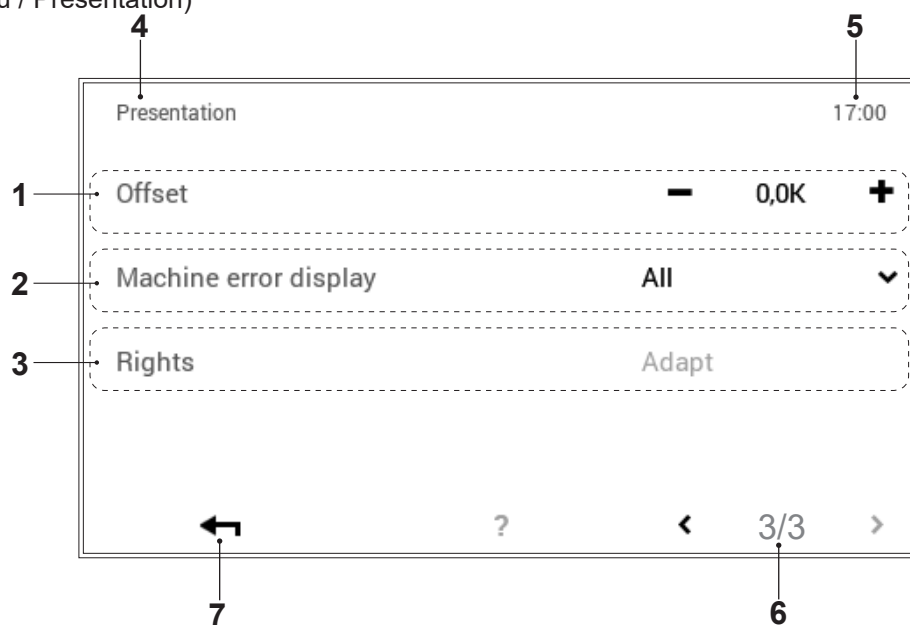 / Presentation)
4 5
Presentation 17:00
1 Offset − 0,0K +
2 Machine error display All
3 Rights Adapt
? < 3/3 >
7 6